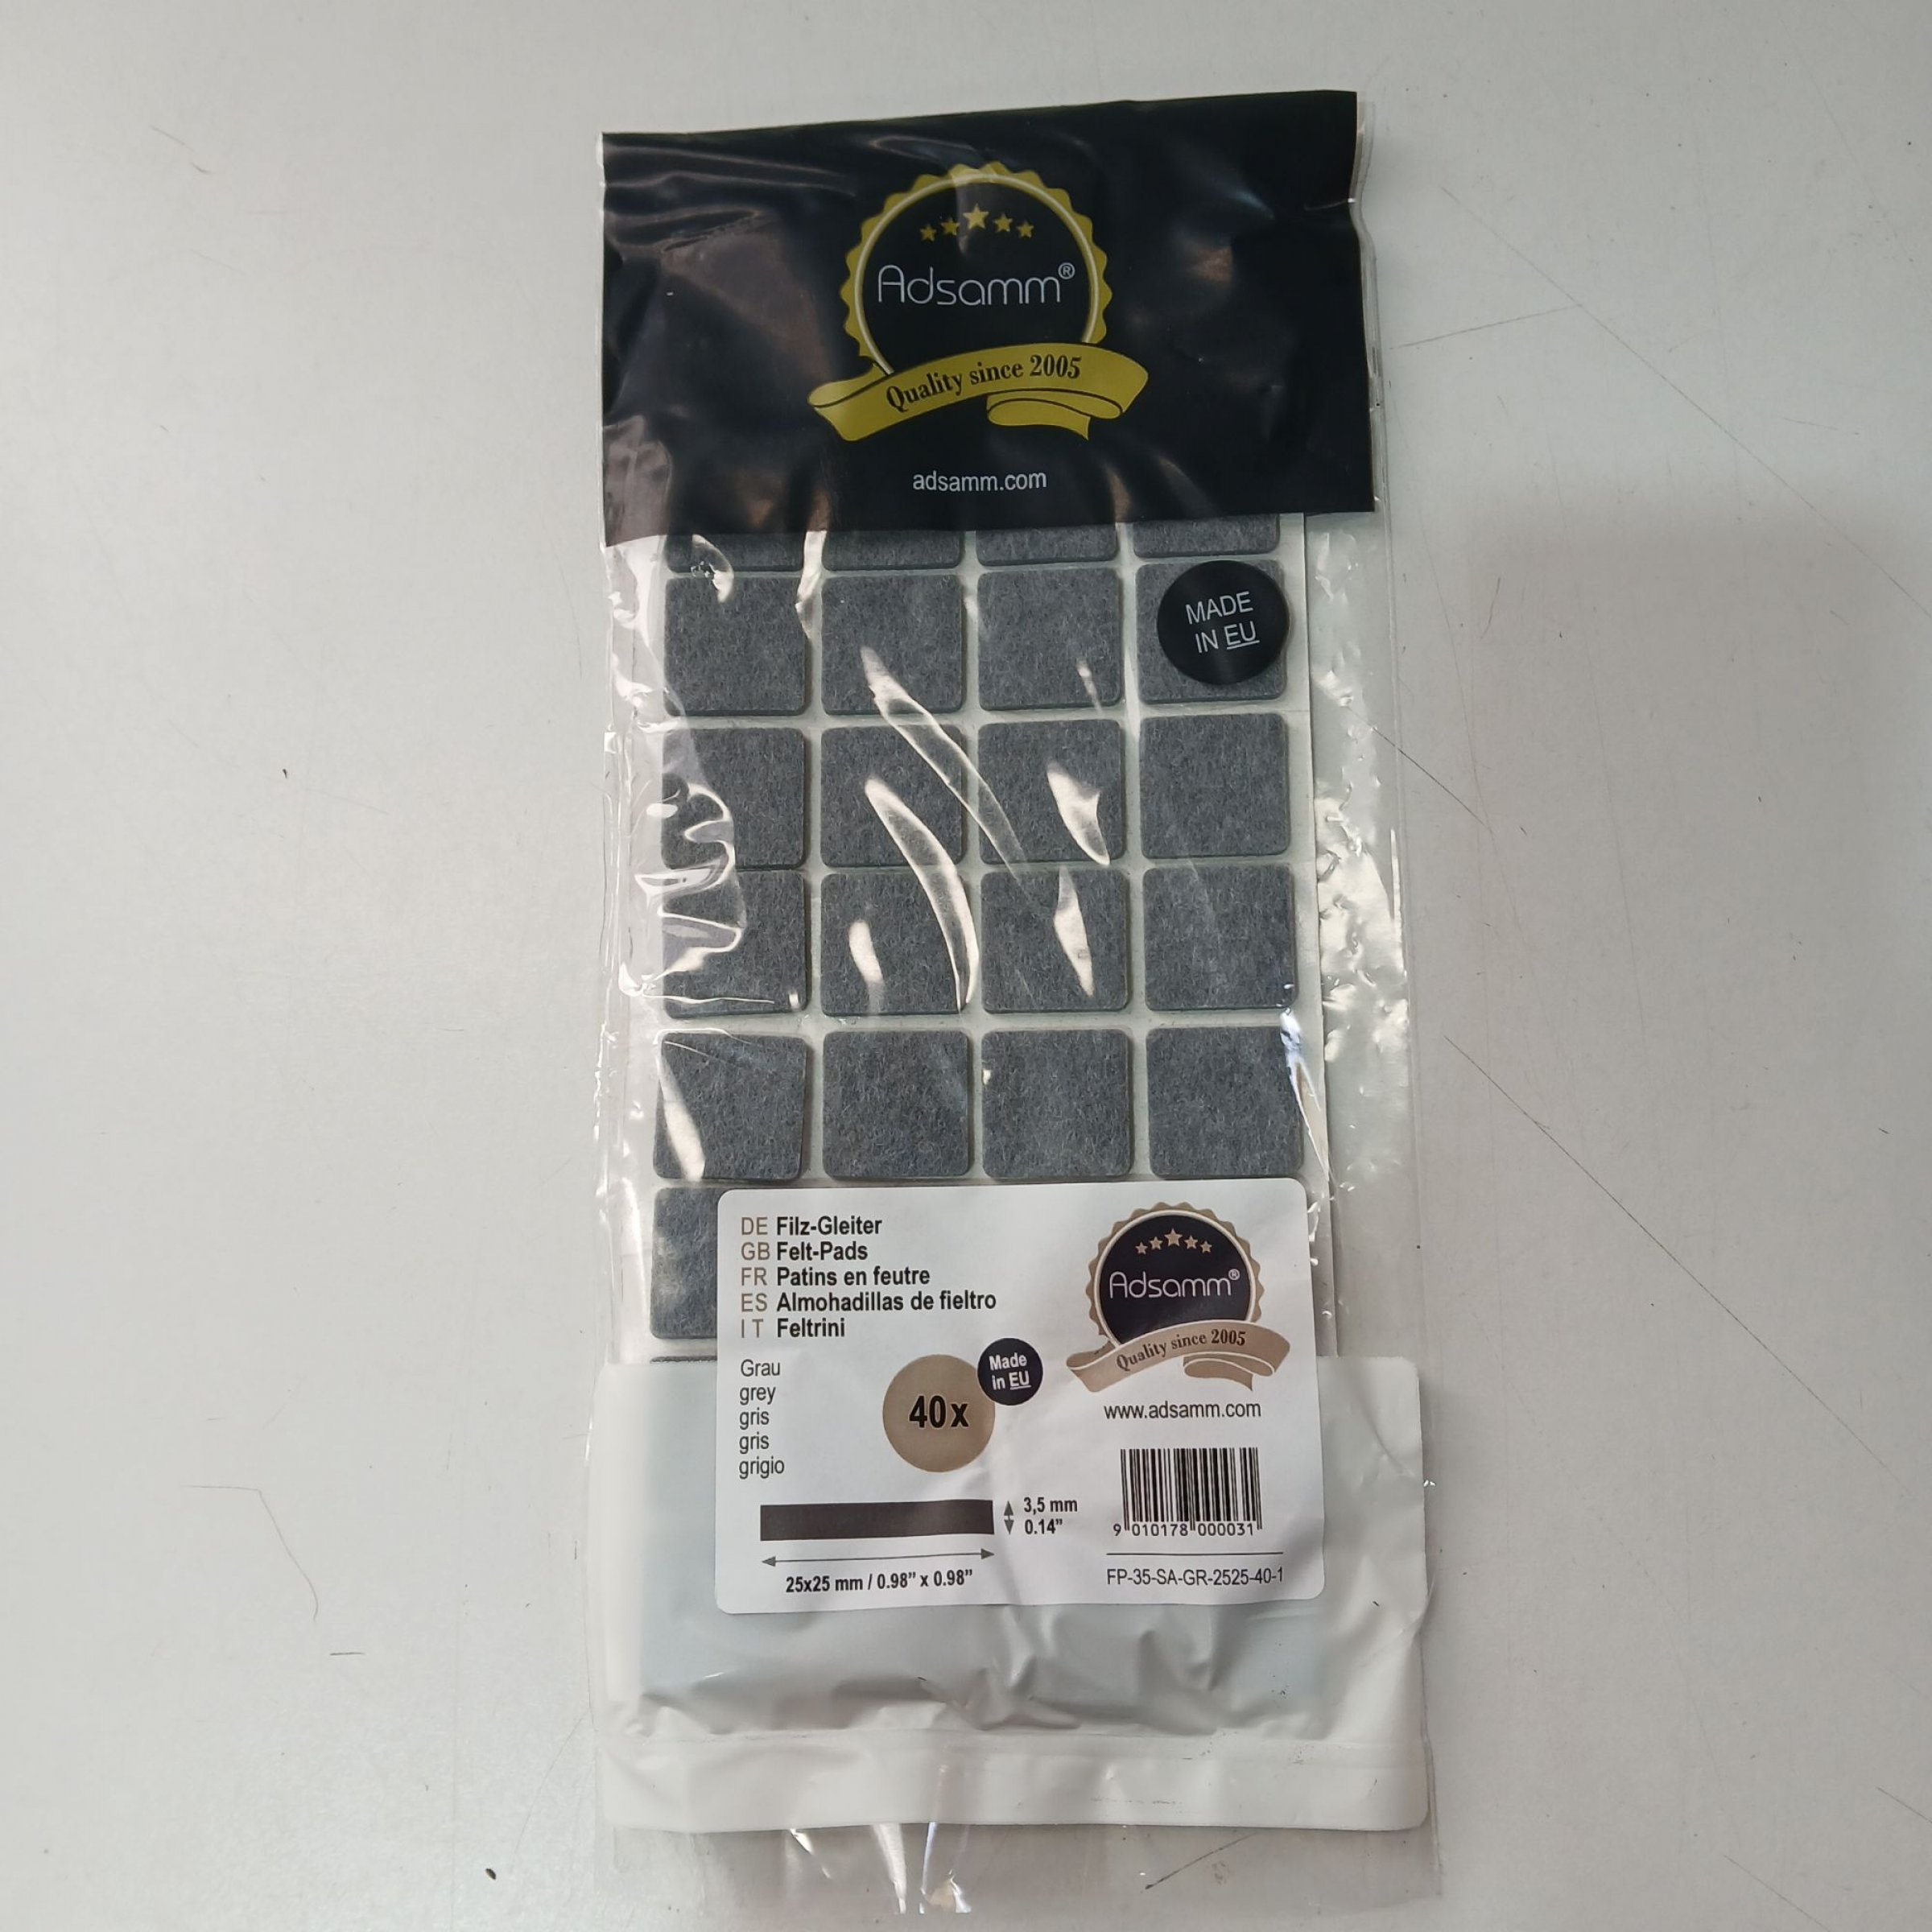 Adsamm®
Quality since 2005
adsamm.com
MADE
IN EU
DE Filz-Gleiter
GB Felt-Pads
FR Patins en feutre
ES Almohadillas de fieltro
IT Feltrini
Grau
grey
gris
gris
grigio
40x
Made
in EU
Adsamm®
Quality since 2005
www.adsamm.com
3,5 mm
0.14”
25x25 mm / 0.98” x 0.98”
9 010178 000031
FP-35-SA-GR-2525-40-1